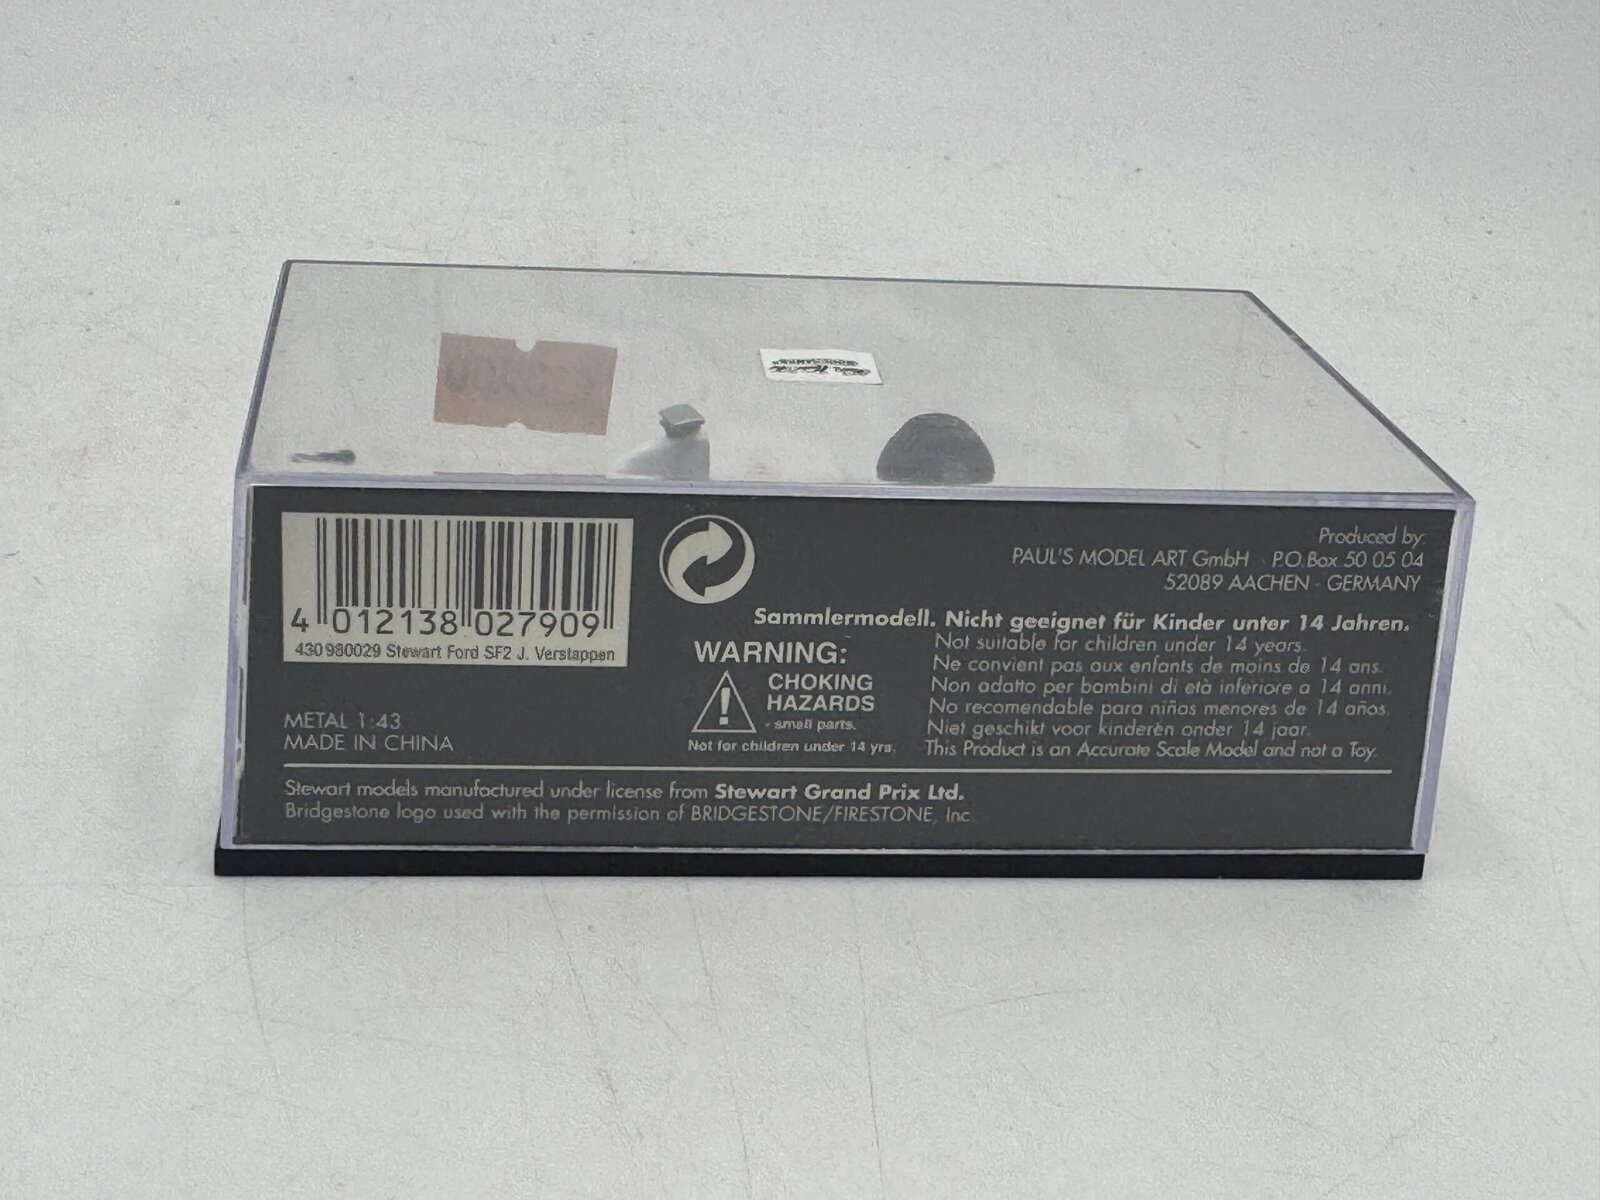 4 012138 027909
430 980029 Stewart Ford SF2 J. Verstappen
METAL 1:43
MADE IN CHINA
Produced by:
PAUL'S MODEL ART GmbH · P.O. Box 50 05 04
52089 AACHEN · GERMANY
Sammlermodell. Nicht geeignet für Kinder unter 14 Jahren.
WARNING:
CHOKING
HAZARDS
- small parts.
Not for children under 14 yrs.
Not suitable for children under 14 years.
Ne convient pas aux enfants de moins de 14 ans.
Non adatto per bambini di età inferiore a 14 anni.
No recomendable para niños menores de 14 años.
Niet geschikt voor kinderen onder 14 jaar.
This Product is an Accurate Scale Model and not a Toy.
Stewart models manufactured under license from Stewart Grand Prix Ltd.
Bridgestone logo used with the permission of BRIDGESTONE/FIRESTONE, Inc.